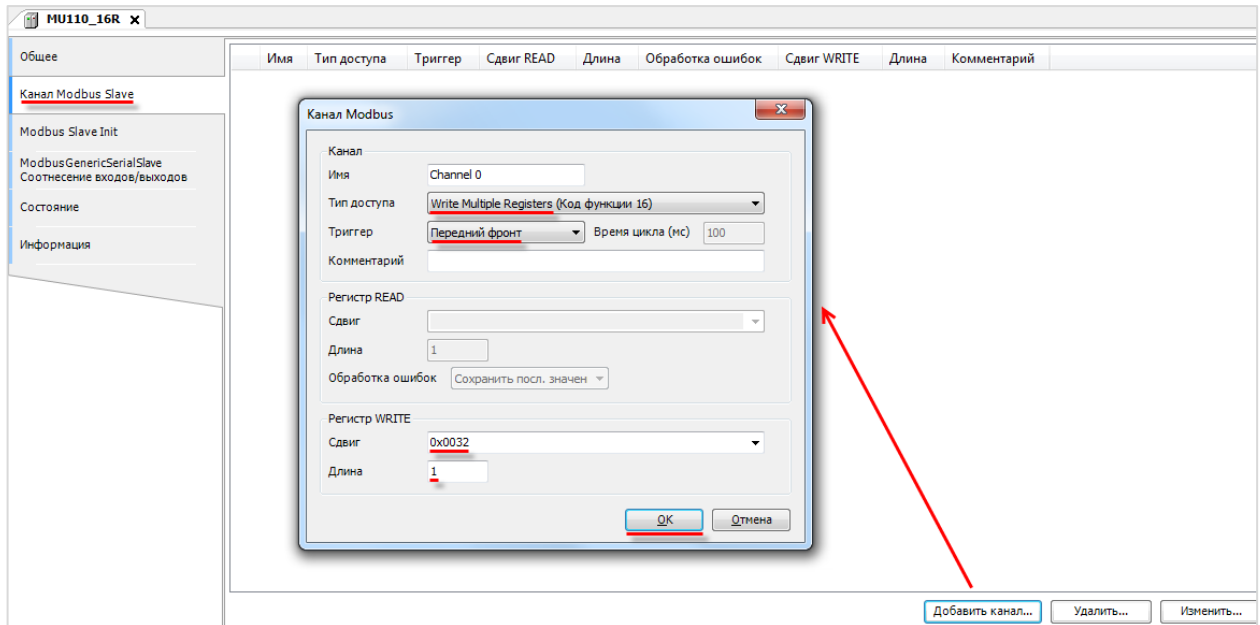 MU110_16R X
Общее
Канал Modbus Slave
Modbus Slave Init
ModbusGenericSerialSlave
Соотнесение входов/выходов
Состояние
Информация
Имя Тип доступа Триггер Сдвиг READ Длина Обработка ошибок Сдвиг WRITE Длина Комментарий
Канал Modbus
Канал
Имя Channel 0
Тип доступа Write Multiple Registers (Код функции 16)
Триггер Передний фронт Время цикла (мс) 100
Комментарий
Регистр READ
Сдвиг
Длина 1
Обработка ошибок Сохранить посл. значен
Регистр WRITE
Сдвиг 0x0032
Длина 1
OK Отмена
Добавить канал... Удалить... Изменить...